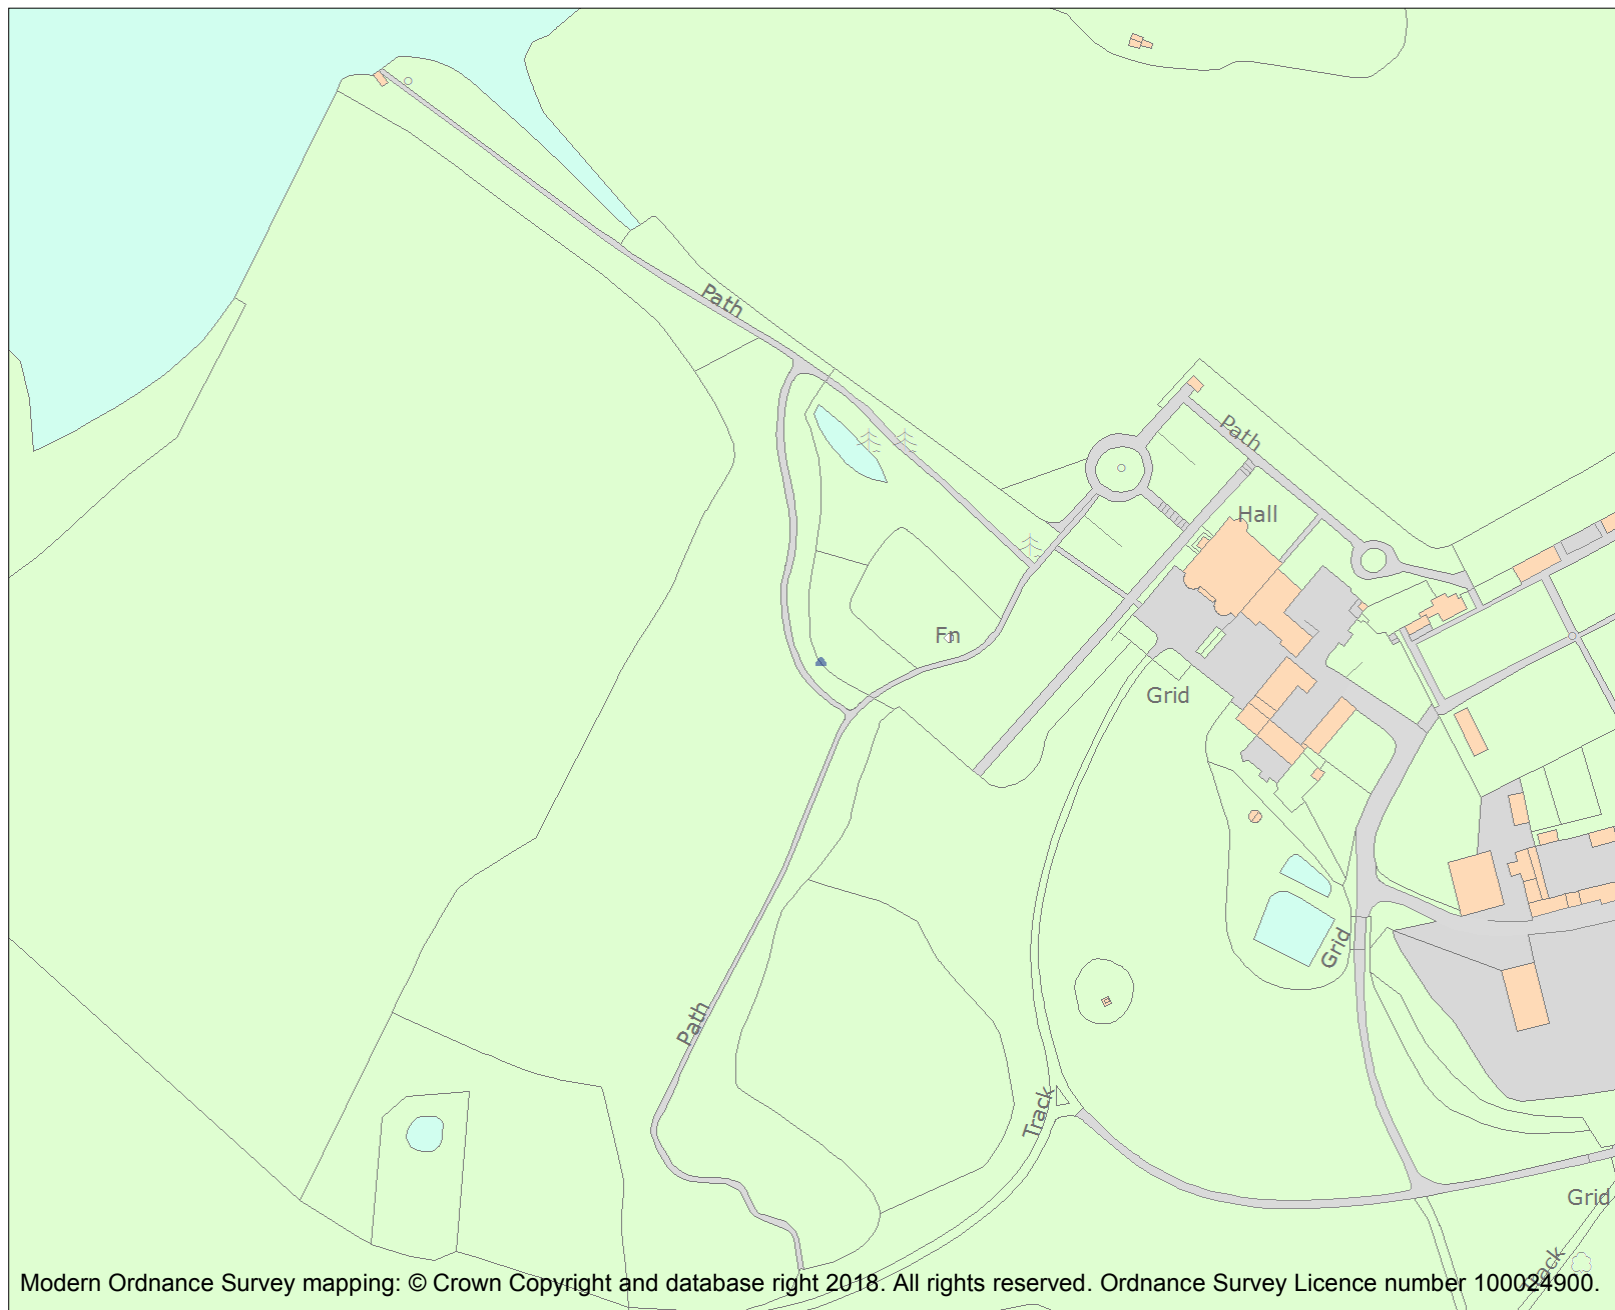 Path
Path
Hall
Fn
Grid
Grid
Path
Track
Grid
Track
Modern Ordnance Survey mapping: © Crown Copyright and database right 2018. All rights reserved. Ordnance Survey Licence number 100024900.